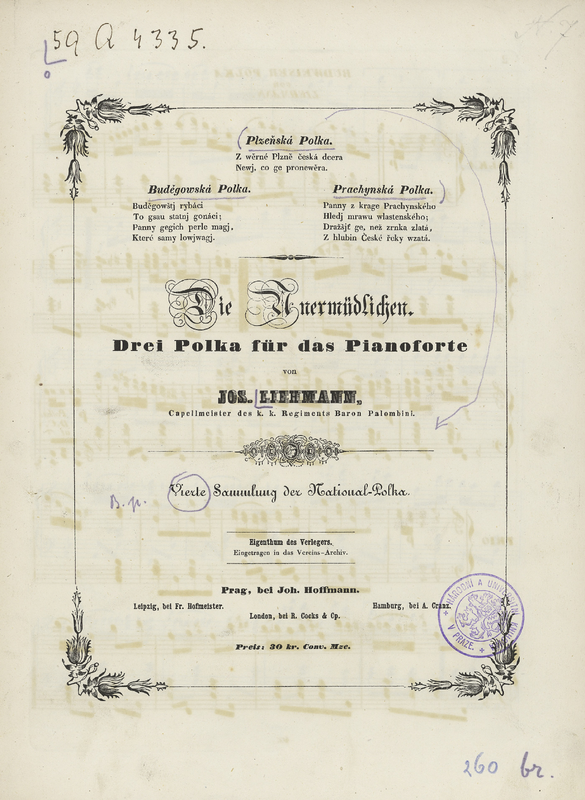 59 Q 4335.
Plzeňská Polka.
Z wěrné Plzně česká dcera
Newj, co ge pronewěra.
Buděgowská Polka.
Buděgowštj rybáci
To gsau statnj gonáci;
Panny gegich perle magj,
Které samy lowjwagj.
Prachynská Polka.
Panny z krage Prachynského
Hledj mrawu wlastenského;
Dražájť ge, než zrnka zlatá,
Z hlubin České řeky wzatá.
Die Unermüdlichen.
Drei Polka für das Pianoforte
von
JOS. LIEHMANN,
Capellmeister des k. k. Regiments Baron Palombini.
B. p.
Vierte Sammlung der National-Polka.
Eigenthum des Verlegers.
Eingetragen in das Vereins-Archiv.
Prag, bei Joh. Hoffmann.
Leipzig, bei Fr. Hofmeister.
Hamburg, bei A. Cranz.
London, bei R. Cocks & Cp.
Preis: 30 kr. Conv. Mze.
NÁRODNÍ A
V PRAZE.
260 br.